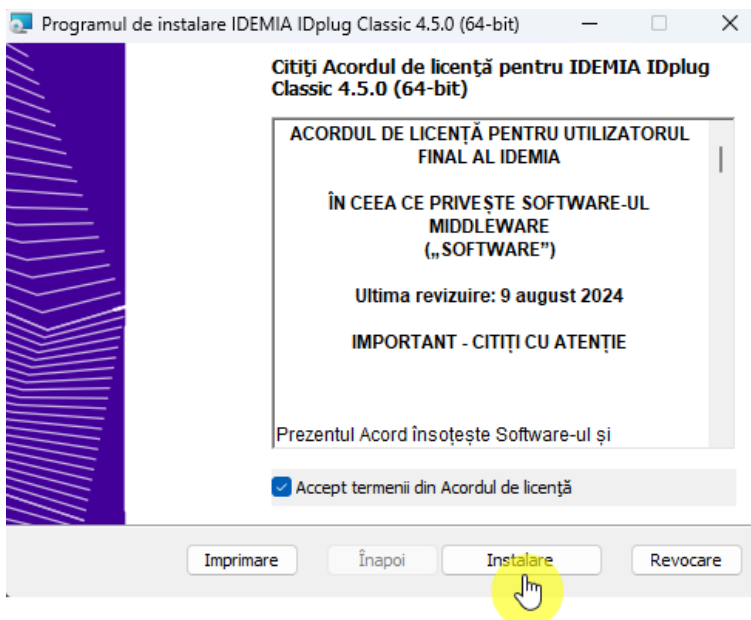 Programul de instalare IDEMIA IDplug Classic 4.5.0 (64-bit)
Citiţi Acordul de licenţă pentru IDEMIA IDplug
Classic 4.5.0 (64-bit)
ACORDUL DE LICENȚĂ PENTRU UTILIZATORUL
FINAL AL IDEMIA
ÎN CEEA CE PRIVEȘTE SOFTWARE-UL
MIDDLEWARE
(„SOFTWARE”)
Ultima revizuire: 9 august 2024
IMPORTANT - CITIȚI CU ATENȚIE
Prezentul Acord însoțește Software-ul și
Accept termenii din Acordul de licenţă
Imprimare
Înapoi
Instalare
Revocare